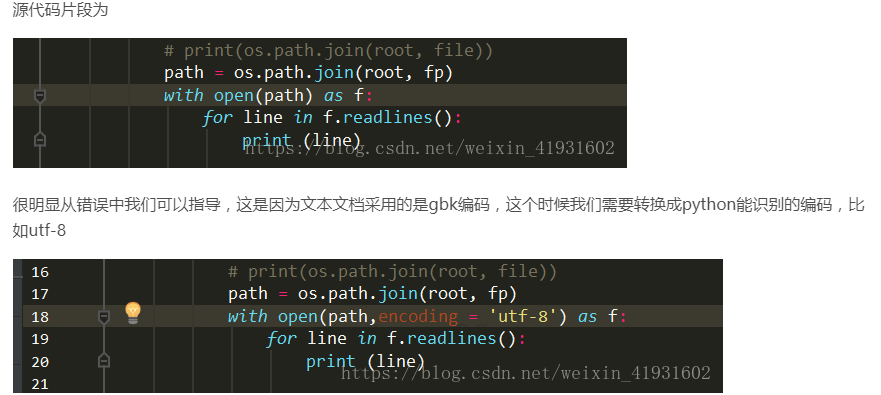 源代码片段为
# print(os.path.join(root, file))
path = os.path.join(root, fp)
with open(path) as f:
for line in f.readlines():
print (line)
https://blog.csdn.net/weixin_41931602
很明显从错误中我们可以指导，这是因为文本文档采用的是gbk编码，这个时候我们需要转换成python能识别的编码，比
如utf-8
16 # print(os.path.join(root, file))
17 path = os.path.join(root, fp)
18 with open(path,encoding = 'utf-8') as f:
19 for line in f.readlines():
20 print (line)
https://blog.csdn.net/weixin_41931602
21